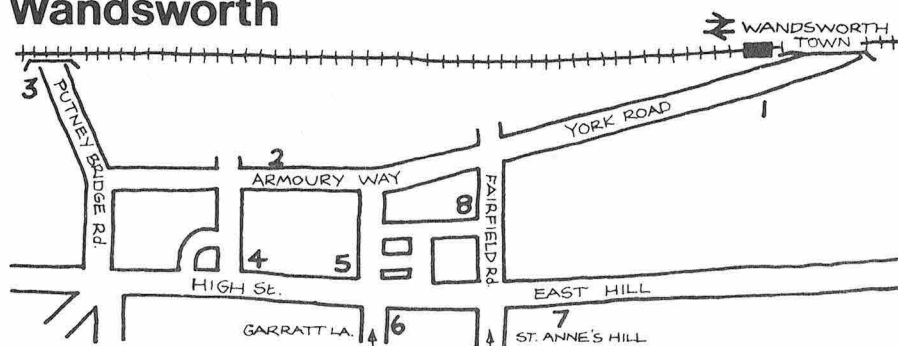 Wandsworth
WANDSWORTH
TOWN
3
PUTNEY BRIDGE Rd.
1
YORK ROAD
2
ARMOURY WAY
8
FAIRFIELD Rd
4
5
HIGH St.
EAST HILL
GARRATT LA.
6
7
ST. ANNE'S HILL